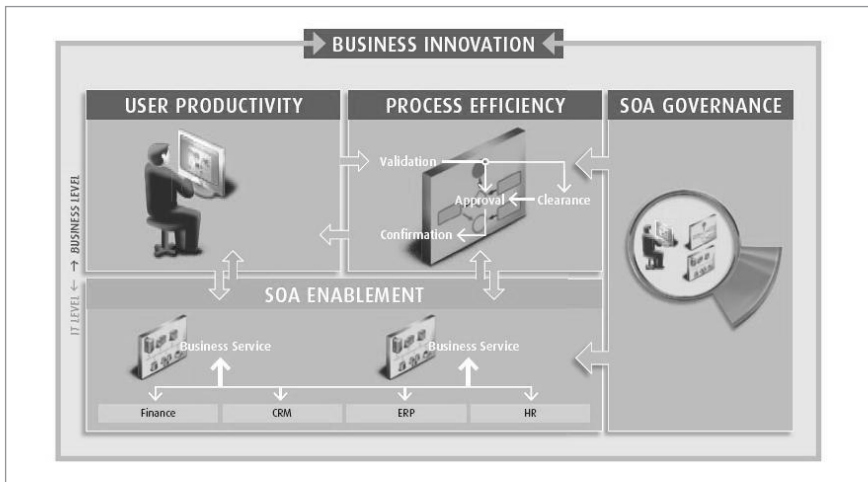 BUSINESS INNOVATION
USER PRODUCTIVITY
PROCESS EFFICIENCY
SOA GOVERNANCE
Validation
Approval
Clearance
Confirmation
IT LEVEL ← → BUSINESS LEVEL
SOA ENABLEMENT
Business Service
Business Service
Finance
CRM
ERP
HR